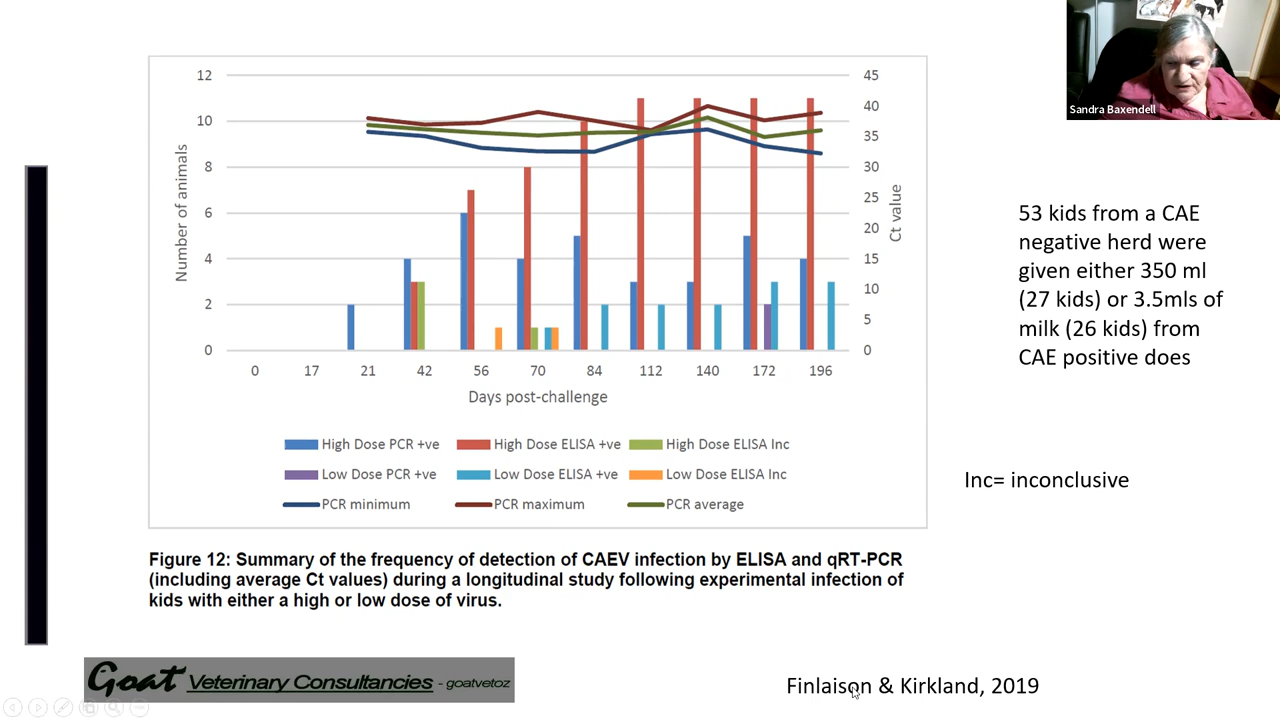 Sandra Baxendell
12
10
8
6
4
2
0
Number of animals
45
40
35
30
25
20
15
10
5
0
Ct value
0 17 21 42 56 70 84 112 140 172 196
Days post-challenge
High Dose PCR +ve High Dose ELISA +ve High Dose ELISA Inc
Low Dose PCR +ve Low Dose ELISA +ve Low Dose ELISA Inc
PCR minimum PCR maximum PCR average
53 kids from a CAE
negative herd were
given either 350 ml
(27 kids) or 3.5mls of
milk (26 kids) from
CAE positive does
Inc= inconclusive
Figure 12: Summary of the frequency of detection of CAEV infection by ELISA and qRT-PCR
(including average Ct values) during a longitudinal study following experimental infection of
kids with either a high or low dose of virus.
Goat Veterinary Consultancies - goatvetoz
Finlaison & Kirkland, 2019